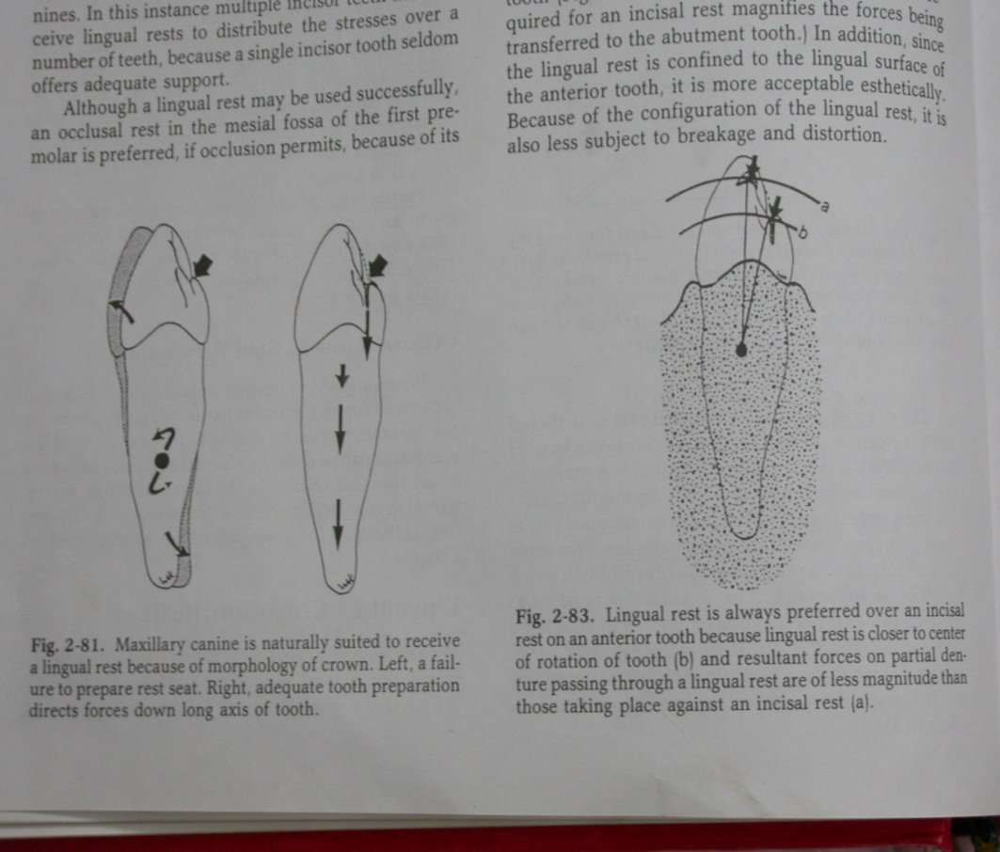 nines. In this instance multiple incisor
ceive lingual rests to distribute the stresses over a
number of teeth, because a single incisor tooth seldom
offers adequate support.
Although a lingual rest may be used successfully,
an occlusal rest in the mesial fossa of the first pre-
molar is preferred, if occlusion permits, because of its
quired for an incisal rest magnifies the forces being
transferred to the abutment tooth.) In addition, since
the lingual rest is confined to the lingual surface of
the anterior tooth, it is more acceptable esthetically.
Because of the configuration of the lingual rest, it is
also less subject to breakage and distortion.
a
b
Fig. 2-81. Maxillary canine is naturally suited to receive
a lingual rest because of morphology of crown. Left, a fail-
ure to prepare rest seat. Right, adequate tooth preparation
directs forces down long axis of tooth.
Fig. 2-83. Lingual rest is always preferred over an incisal
rest on an anterior tooth because lingual rest is closer to center
of rotation of tooth (b) and resultant forces on partial den-
ture passing through a lingual rest are of less magnitude than
those taking place against an incisal rest (a).